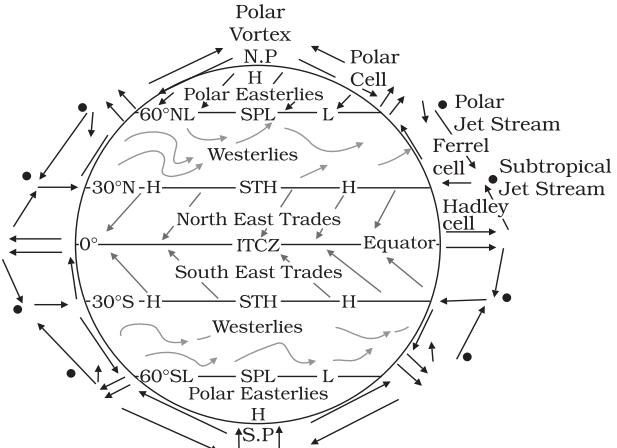 Polar
Vortex
N.P
Polar
Cell
H
Polar Easterlies
60°NL SPL L
Polar
Jet Stream
Westerlies
Ferrel
cell
Subtropical
Jet Stream
30°N H STH H
North East Trades
Hadley
cell
0° ITCZ Equator
South East Trades
30°S H STH H
Westerlies
60°SL SPL L
Polar Easterlies
H
S.P